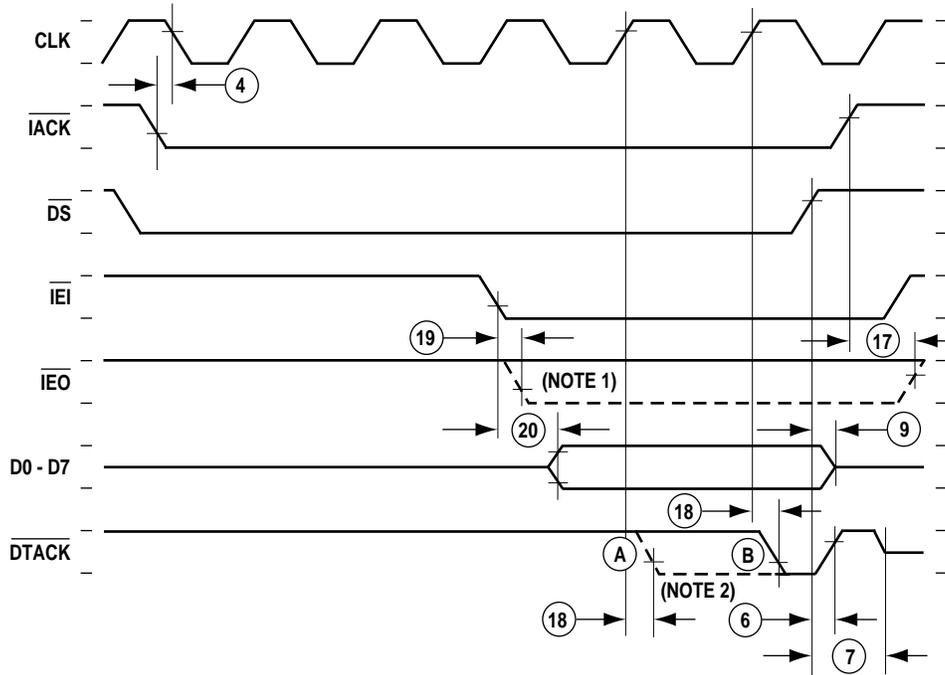 CLK
4
IACK
DS
IEI
19
17
IEO
(NOTE 1)
20
9
D0 - D7
18
DTACK
A
B
(NOTE 2)
18
6
7